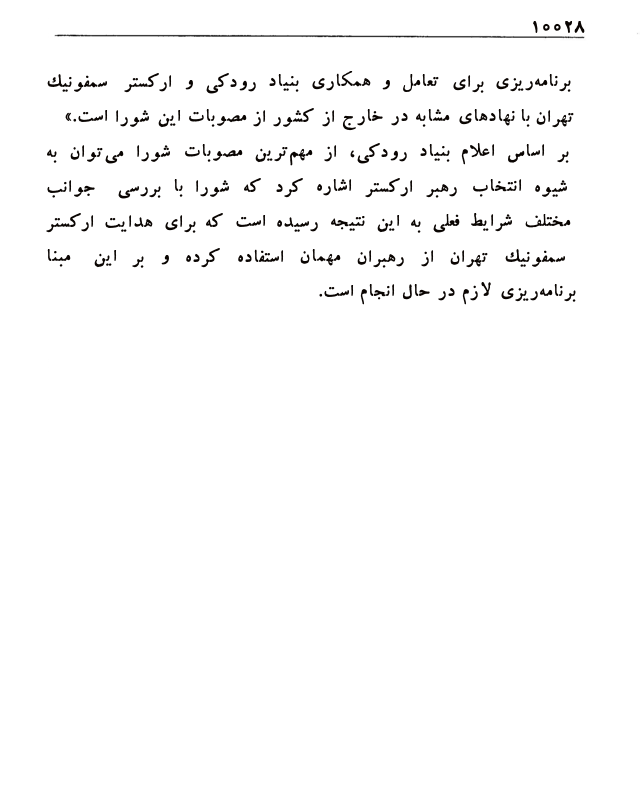 ۱۰۰۲۸
برنامه‌ریزی برای تعامل و همکاری بنیاد رودکی و ارکستر سمفونیك
تهران با نهادهای مشابه در خارج از کشور از مصوبات این شورا است.»
بر اساس اعلام بنیاد رودکی، از مهم‌ترین مصوبات شورا می‌توان به
شیوه انتخاب رهبر ارکستر اشاره کرد که شورا با بررسی جوانب
مختلف شرایط فعلی به این نتیجه رسیده است که برای هدایت ارکستر
سمفونیك تهران از رهبران مهمان استفاده کرده و بر این مبنا
برنامه‌ریزی لازم در حال انجام است.